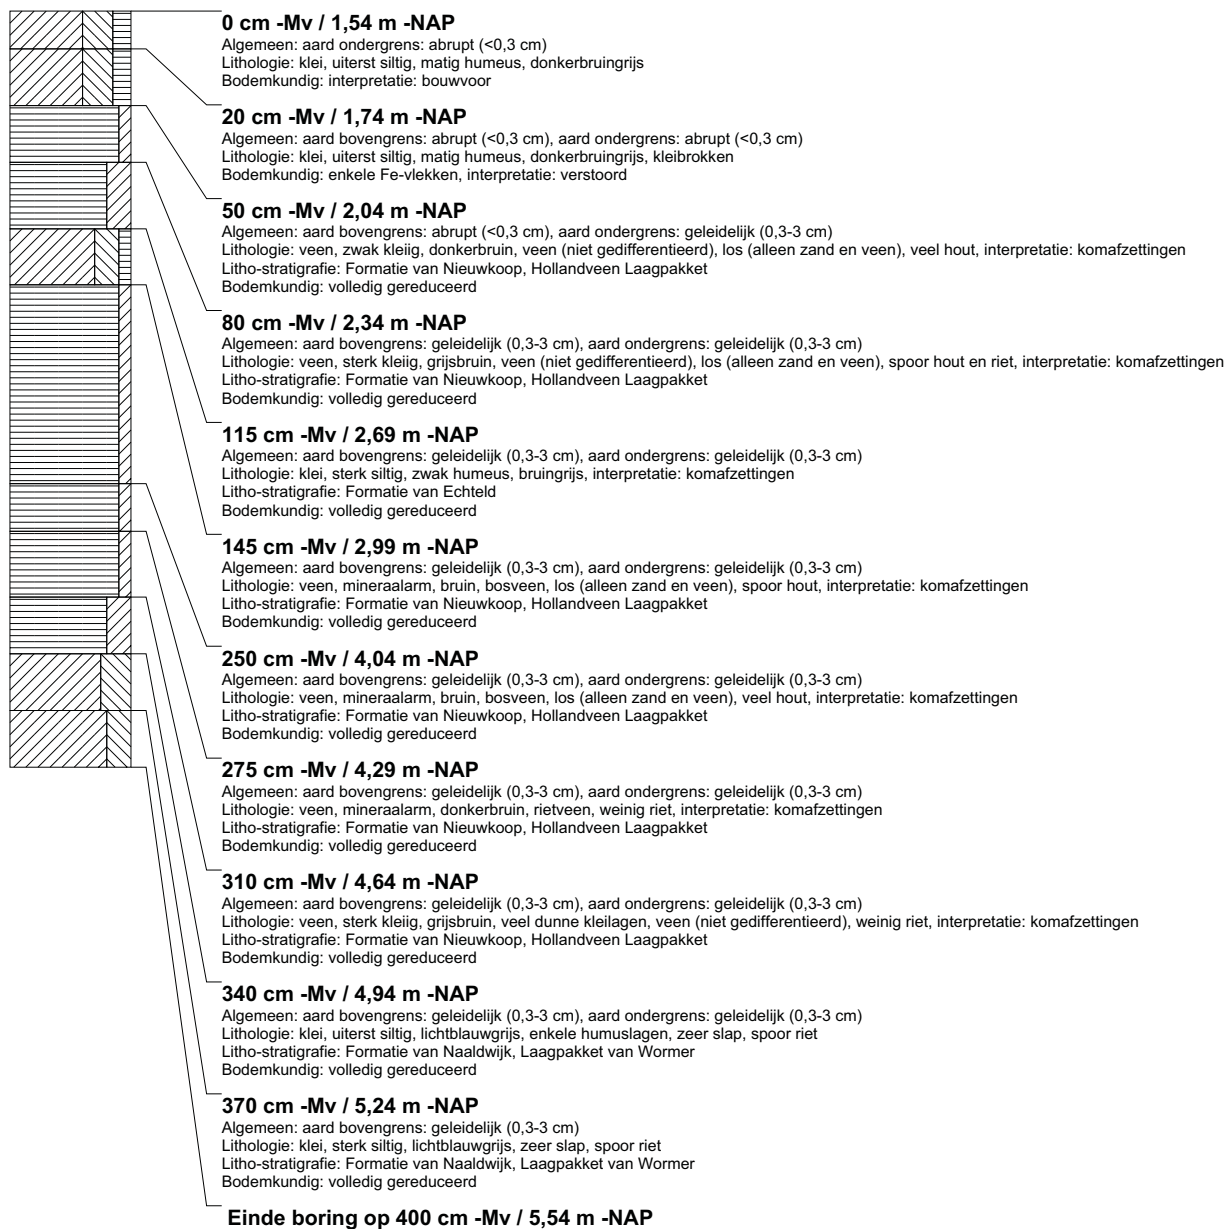 0 cm -Mv / 1,54 m -NAP
Algemeen: aard ondergrens: abrupt (<0,3 cm)
Lithologie: klei, uiterst siltig, matig humeus, donkerbruingrijs
Bodemkundig: interpretatie: bouwvoor
20 cm -Mv / 1,74 m -NAP
Algemeen: aard bovengrens: abrupt (<0,3 cm), aard ondergrens: abrupt (<0,3 cm)
Lithologie: klei, uiterst siltig, matig humeus, donkerbruingrijs, kleibrokken
Bodemkundig: enkele Fe-vlekken, interpretatie: verstoord
50 cm -Mv / 2,04 m -NAP
Algemeen: aard bovengrens: abrupt (<0,3 cm), aard ondergrens: geleidelijk (0,3-3 cm)
Lithologie: veen, zwak kleiig, donkerbruin, veen (niet gedifferentieerd), los (alleen zand en veen), veel hout, interpretatie: komafzettingen
Litho-stratigrafie: Formatie van Nieuwkoop, Hollandveen Laagpakket
Bodemkundig: volledig gereduceerd
80 cm -Mv / 2,34 m -NAP
Algemeen: aard bovengrens: geleidelijk (0,3-3 cm), aard ondergrens: geleidelijk (0,3-3 cm)
Lithologie: veen, sterk kleiig, grijsbruin, veen (niet gedifferentieerd), los (alleen zand en veen), spoor hout en riet, interpretatie: komafzettingen
Litho-stratigrafie: Formatie van Nieuwkoop, Hollandveen Laagpakket
Bodemkundig: volledig gereduceerd
115 cm -Mv / 2,69 m -NAP
Algemeen: aard bovengrens: geleidelijk (0,3-3 cm), aard ondergrens: geleidelijk (0,3-3 cm)
Lithologie: klei, sterk siltig, zwak humeus, bruingrijs, interpretatie: komafzettingen
Litho-stratigrafie: Formatie van Echteld
Bodemkundig: volledig gereduceerd
145 cm -Mv / 2,99 m -NAP
Algemeen: aard bovengrens: geleidelijk (0,3-3 cm), aard ondergrens: geleidelijk (0,3-3 cm)
Lithologie: veen, mineraalarm, bruin, bosveen, los (alleen zand en veen), spoor hout, interpretatie: komafzettingen
Litho-stratigrafie: Formatie van Nieuwkoop, Hollandveen Laagpakket
Bodemkundig: volledig gereduceerd
250 cm -Mv / 4,04 m -NAP
Algemeen: aard bovengrens: geleidelijk (0,3-3 cm), aard ondergrens: geleidelijk (0,3-3 cm)
Lithologie: veen, mineraalarm, bruin, bosveen, los (alleen zand en veen), veel hout, interpretatie: komafzettingen
Litho-stratigrafie: Formatie van Nieuwkoop, Hollandveen Laagpakket
Bodemkundig: volledig gereduceerd
275 cm -Mv / 4,29 m -NAP
Algemeen: aard bovengrens: geleidelijk (0,3-3 cm), aard ondergrens: geleidelijk (0,3-3 cm)
Lithologie: veen, mineraalarm, donkerbruin, rietveen, weinig riet, interpretatie: komafzettingen
Litho-stratigrafie: Formatie van Nieuwkoop, Hollandveen Laagpakket
Bodemkundig: volledig gereduceerd
310 cm -Mv / 4,64 m -NAP
Algemeen: aard bovengrens: geleidelijk (0,3-3 cm), aard ondergrens: geleidelijk (0,3-3 cm)
Lithologie: veen, sterk kleiig, grijsbruin, veel dunne kleilagen, veen (niet gedifferentieerd), weinig riet, interpretatie: komafzettingen
Litho-stratigrafie: Formatie van Nieuwkoop, Hollandveen Laagpakket
Bodemkundig: volledig gereduceerd
340 cm -Mv / 4,94 m -NAP
Algemeen: aard bovengrens: geleidelijk (0,3-3 cm), aard ondergrens: geleidelijk (0,3-3 cm)
Lithologie: klei, uiterst siltig, lichtblauwgrijs, enkele humuslagen, zeer slap, spoor riet
Litho-stratigrafie: Formatie van Naaldwijk, Laagpakket van Wormer
Bodemkundig: volledig gereduceerd
370 cm -Mv / 5,24 m -NAP
Algemeen: aard bovengrens: geleidelijk (0,3-3 cm)
Lithologie: klei, sterk siltig, lichtblauwgrijs, zeer slap, spoor riet
Litho-stratigrafie: Formatie van Naaldwijk, Laagpakket van Wormer
Bodemkundig: volledig gereduceerd
Einde boring op 400 cm -Mv / 5,54 m -NAP